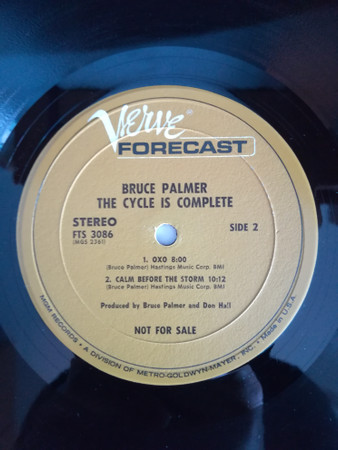 Verve
FORECAST
BRUCE PALMER
THE CYCLE IS COMPLETE
STEREO
FTS 3086
(MGS 2361)
SIDE 2
1. OXO 8:00
(Bruce Palmer) Hastings Music Corp. BMI
2. CALM BEFORE THE STORM 10:12
(Bruce Palmer) Hastings Music Corp. BMI
Produced by Bruce Palmer and Don Hall
NOT FOR SALE
MGM RECORDS • A DIVISION OF METRO-GOLDWYN-MAYER, INC. • Made in U.S.A.